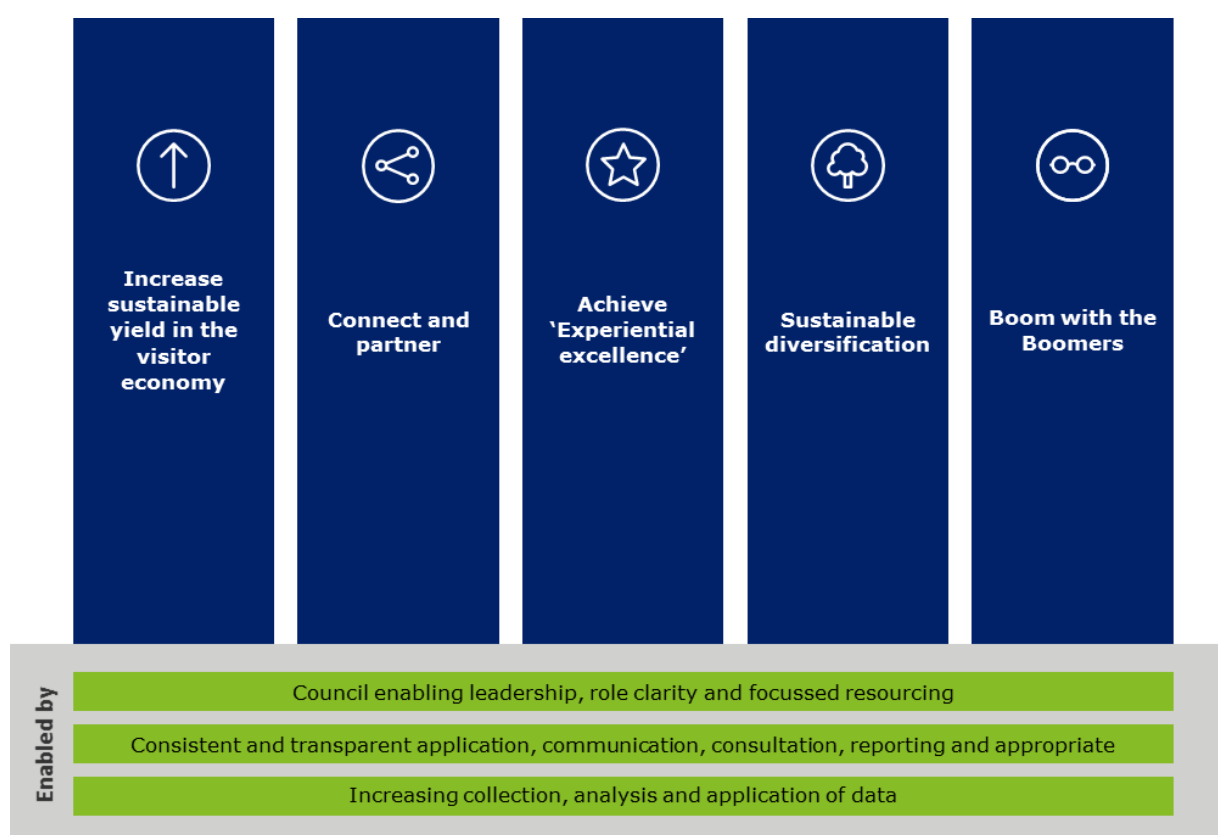 Increase
sustainable
yield in the
visitor
economy
Connect and
partner
Achieve
‘Experiential
excellence’
Sustainable
diversification
Boom with the
Boomers
Enabled by
Council enabling leadership, role clarity and focussed resourcing
Consistent and transparent application, communication, consultation, reporting and appropriate
Increasing collection, analysis and application of data